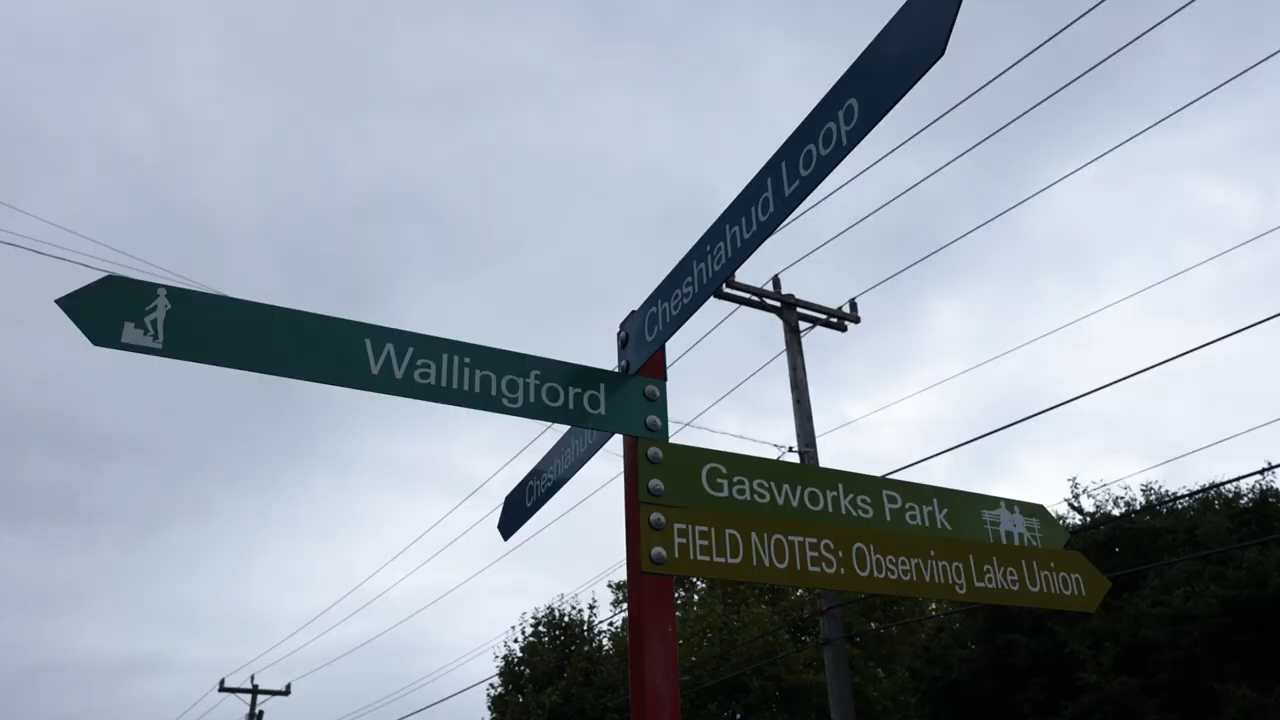 Cheshiahud Loop
Wallingford
Cheshiahud
Gasworks Park
FIELD NOTES: Observing Lake Union